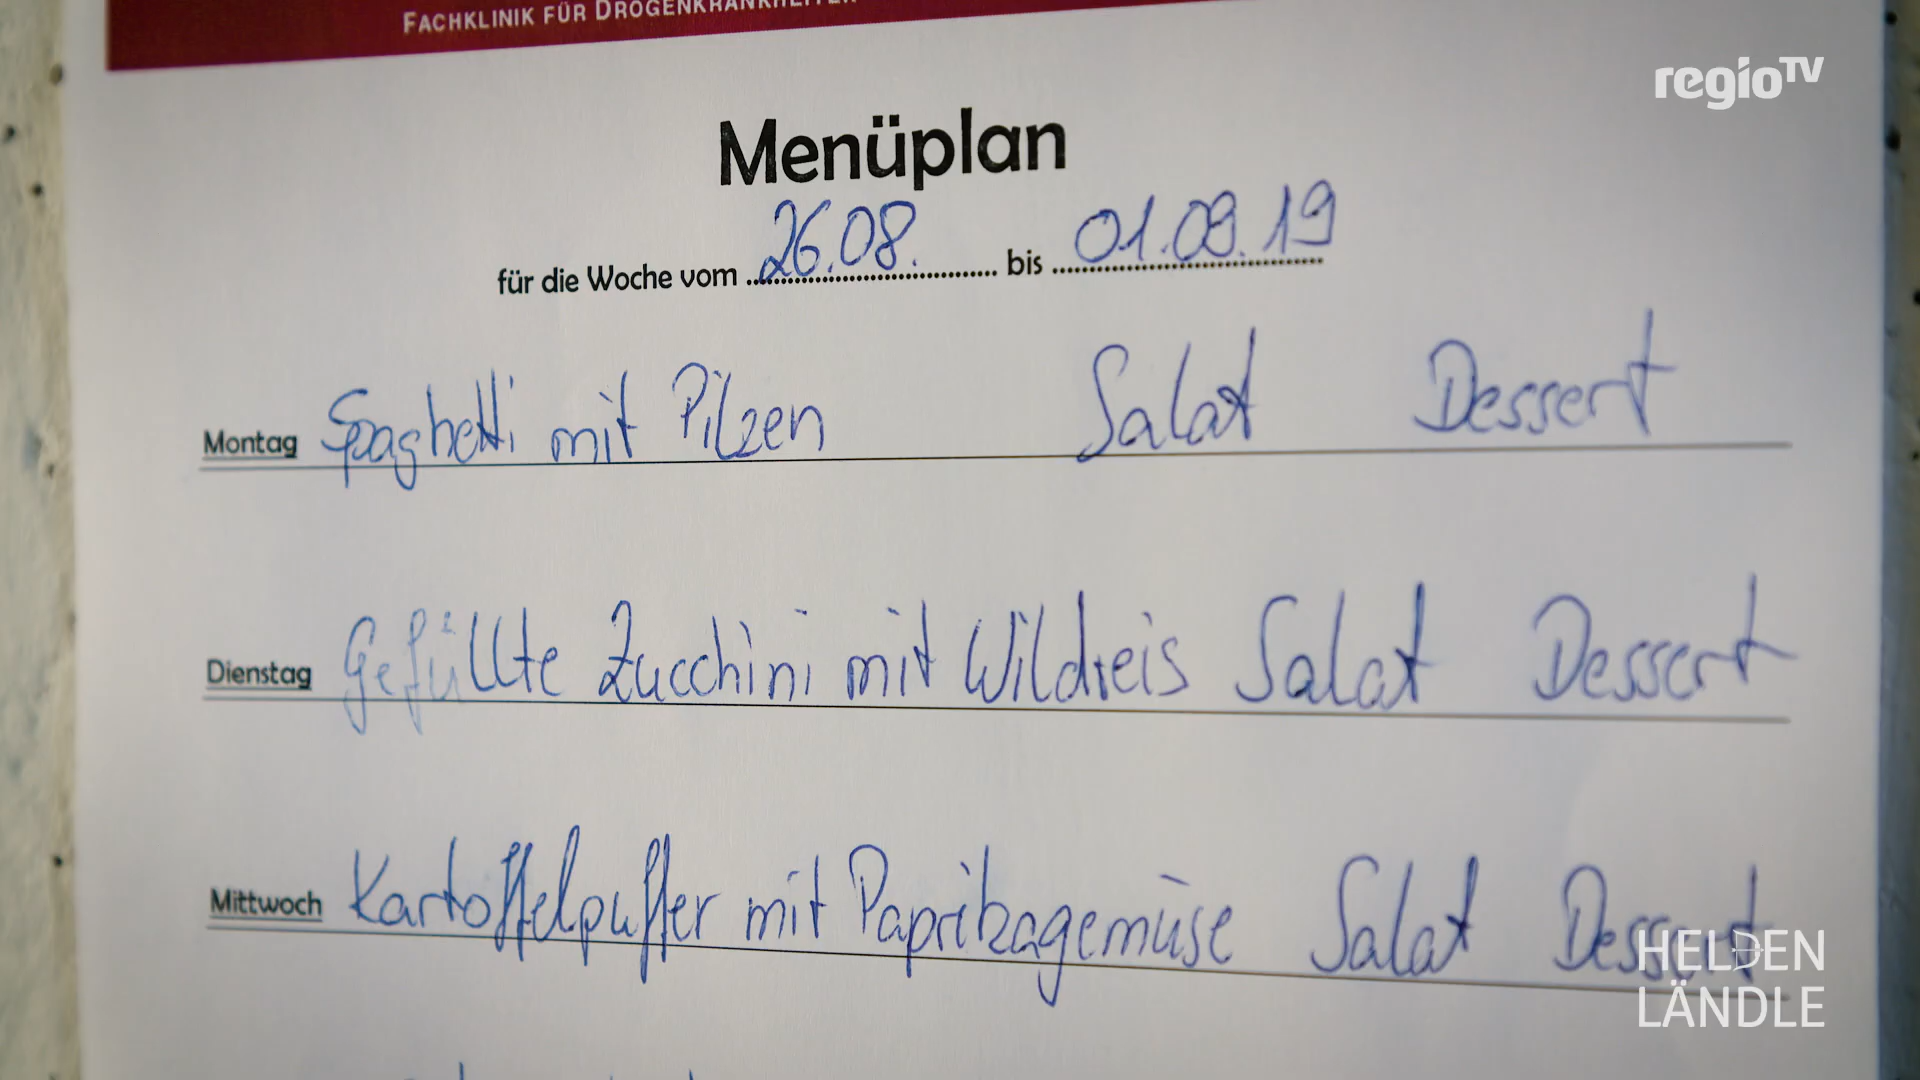 FACHKLINIK FÜR DROGENKRANKHEITEN
regioTV
Menüplan
für die Woche vom 26.08. bis 01.09.19
Montag Spaghetti mit Pilzen Salat Dessert
Dienstag Gefüllte Zucchini mit Wildreis Salat Dessert
Mittwoch Kartoffelpuffer mit Paprikagemüse Salat Dessert
HELDEN
LÄNDLE